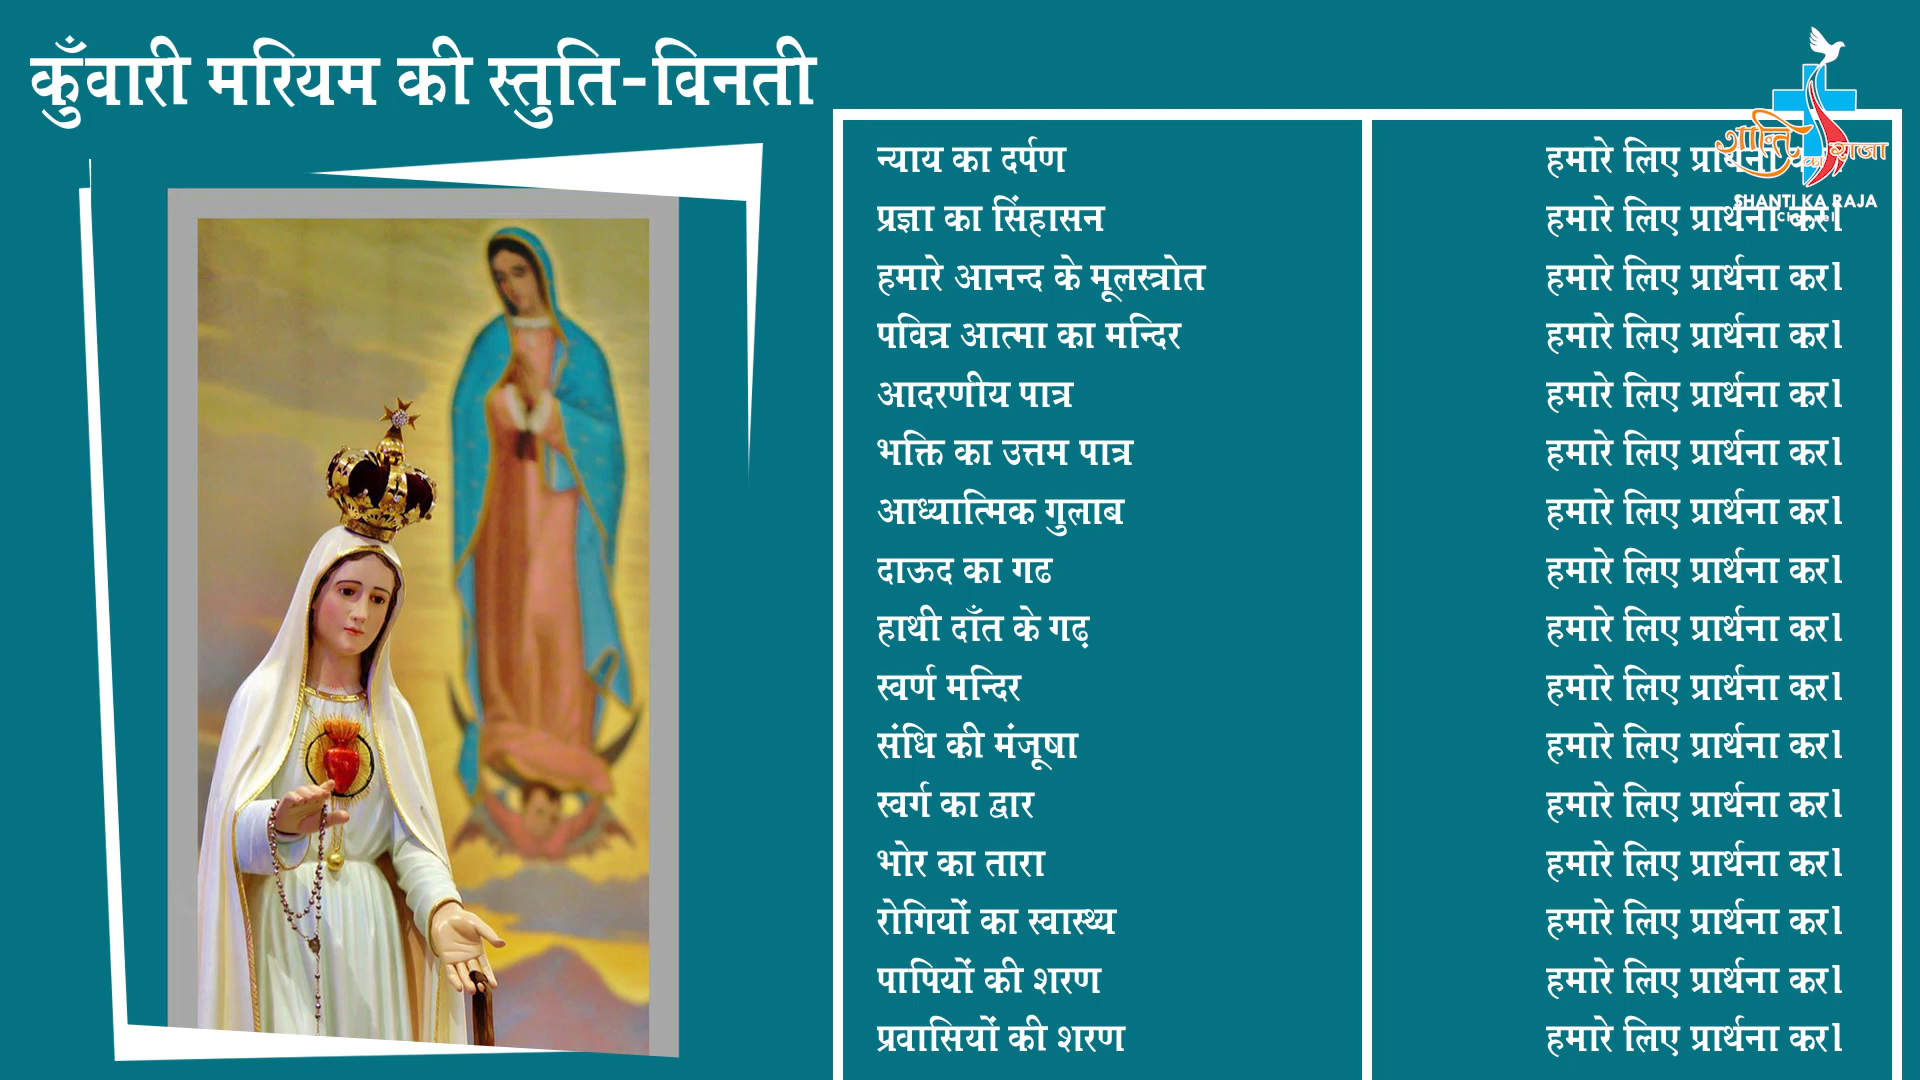 कुँवारी मरियम की स्तुति-विनती
शान्ति का राजा
SHANTI KA RAJA
Channel
न्याय का दर्पण हमारे लिए प्रार्थना कर।
प्रज्ञा का सिंहासन हमारे लिए प्रार्थना कर।
हमारे आनन्द के मूलस्त्रोत हमारे लिए प्रार्थना कर।
पवित्र आत्मा का मन्दिर हमारे लिए प्रार्थना कर।
आदरणीय पात्र हमारे लिए प्रार्थना कर।
भक्ति का उत्तम पात्र हमारे लिए प्रार्थना कर।
आध्यात्मिक गुलाब हमारे लिए प्रार्थना कर।
दाऊद का गढ हमारे लिए प्रार्थना कर।
हाथी दाँत के गढ़ हमारे लिए प्रार्थना कर।
स्वर्ण मन्दिर हमारे लिए प्रार्थना कर।
संधि की मंजूषा हमारे लिए प्रार्थना कर।
स्वर्ग का द्वार हमारे लिए प्रार्थना कर।
भोर का तारा हमारे लिए प्रार्थना कर।
रोगियों का स्वास्थ्य हमारे लिए प्रार्थना कर।
पापियों की शरण हमारे लिए प्रार्थना कर।
प्रवासियों की शरण हमारे लिए प्रार्थना कर।